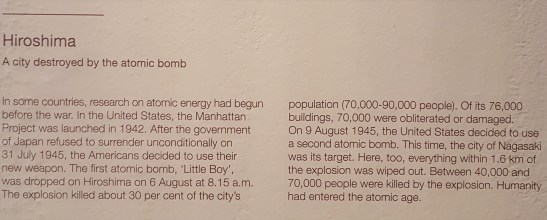 Hiroshima
A city destroyed by the atomic bomb
In some countries, research on atomic energy had begun
before the war. In the United States, the Manhattan
Project was launched in 1942. After the government
of Japan refused to surrender unconditionally on
31 July 1945, the Americans decided to use their
new weapon. The first atomic bomb, 'Little Boy',
was dropped on Hiroshima on 6 August at 8.15 a.m.
The explosion killed about 30 per cent of the city's
population (70,000-90,000 people). Of its 76,000
buildings, 70,000 were obliterated or damaged.
On 9 August 1945, the United States decided to use
a second atomic bomb. This time, the city of Nagasaki
was its target. Here, too, everything within 1.6 km of
the explosion was wiped out. Between 40,000 and
70,000 people were killed by the explosion. Humanity
had entered the atomic age.